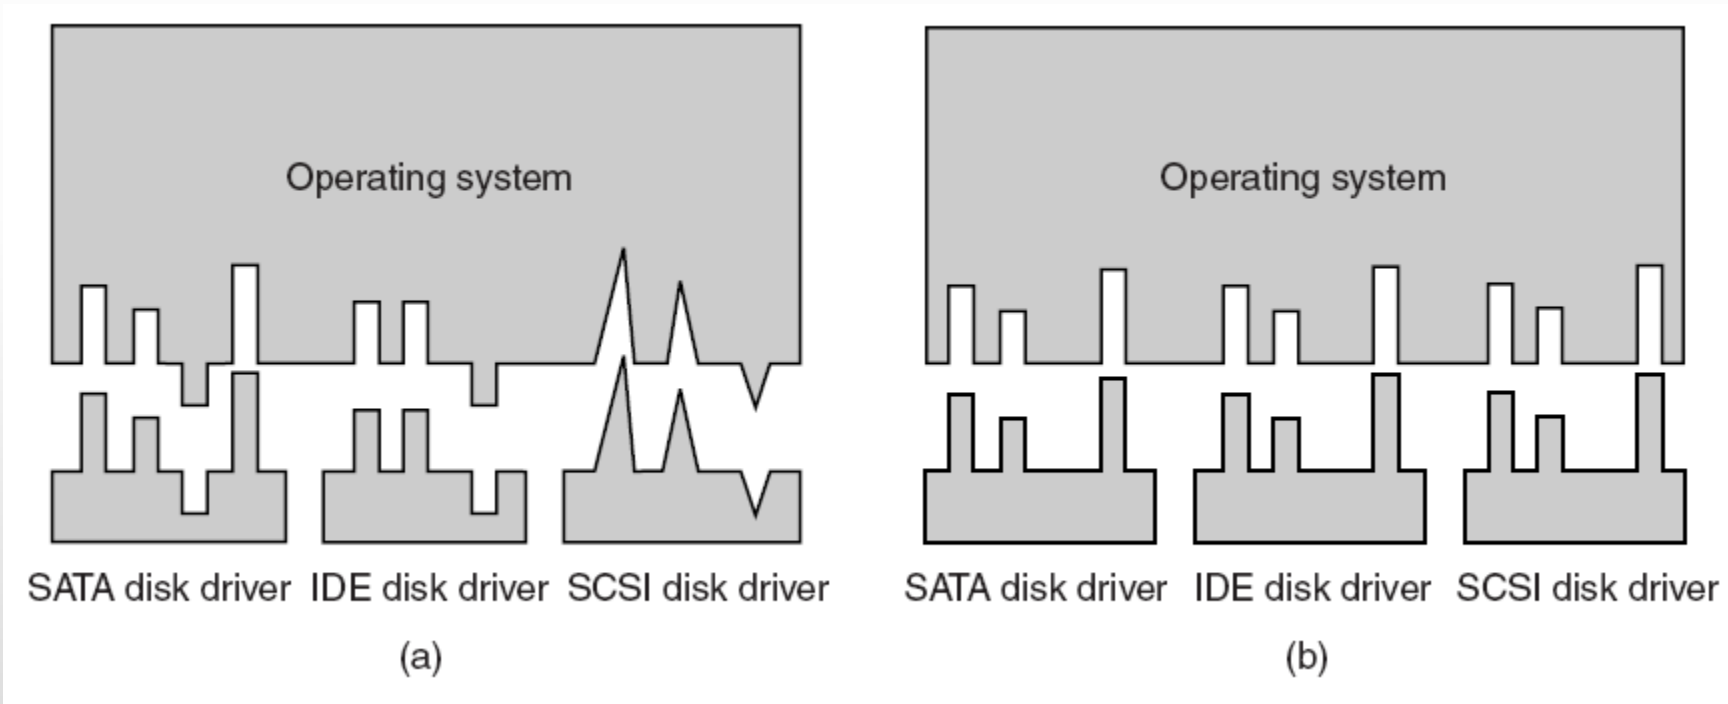 Operating system
SATA disk driver
IDE disk driver
SCSI disk driver
(a)
Operating system
SATA disk driver
IDE disk driver
SCSI disk driver
(b)